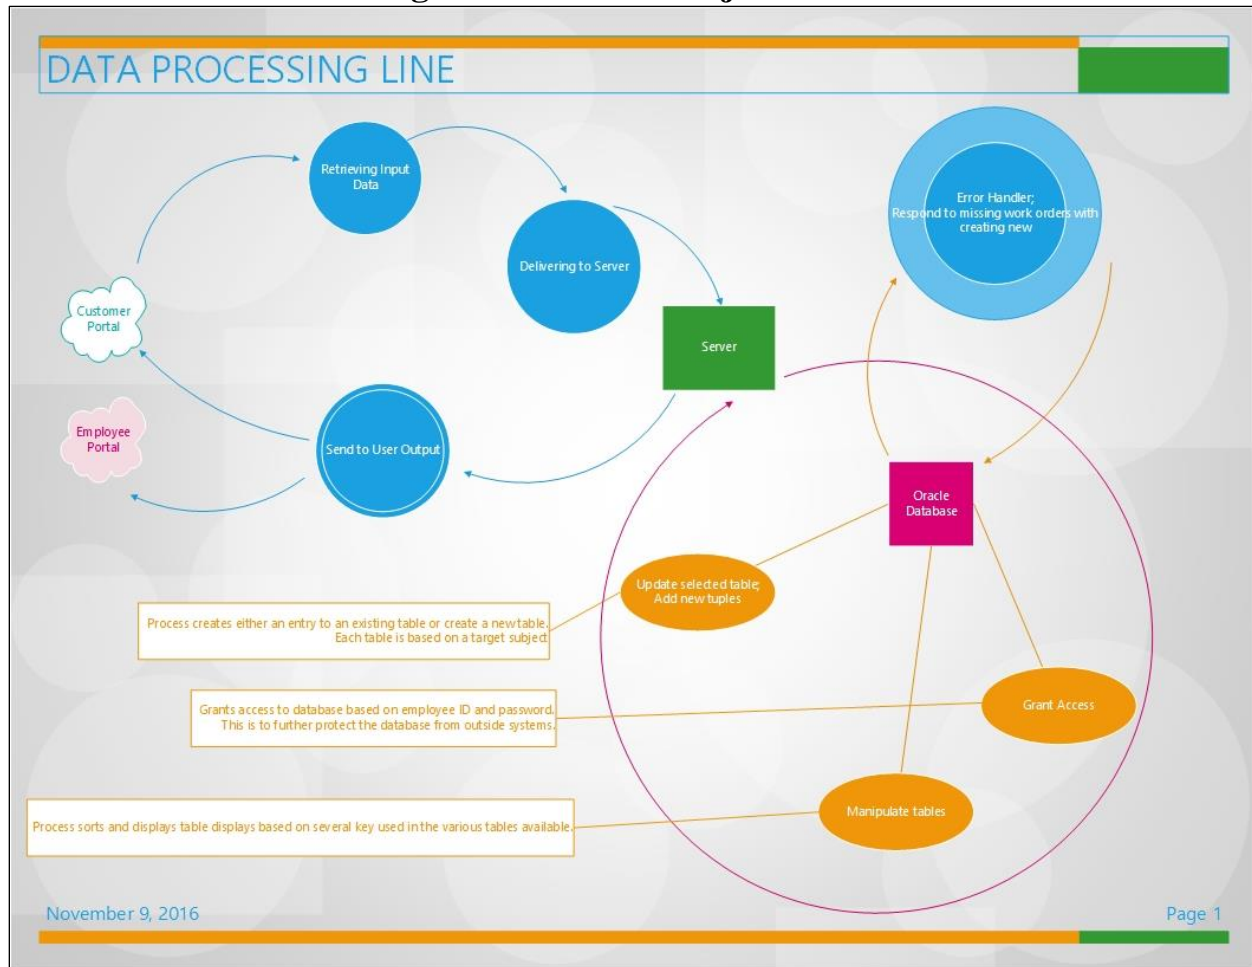 DATA PROCESSING LINE
Retrieving Input
Data
Error Handler;
Respond to missing work orders with
creating new
Delivering to Server
Customer
Portal
Server
Employee
Portal
Send to User Output
Oracle
Database
Update selected table;
Add new tuples
Process creates either an entry to an existing table or create a new table.
Each table is based on a target subject
Grants access to database based on employee ID and password.
This is to further protect the database from outside systems.
Grant Access
Manipulate tables
Process sorts and displays table displays based on several key used in the various tables available.
November 9, 2016
Page 1